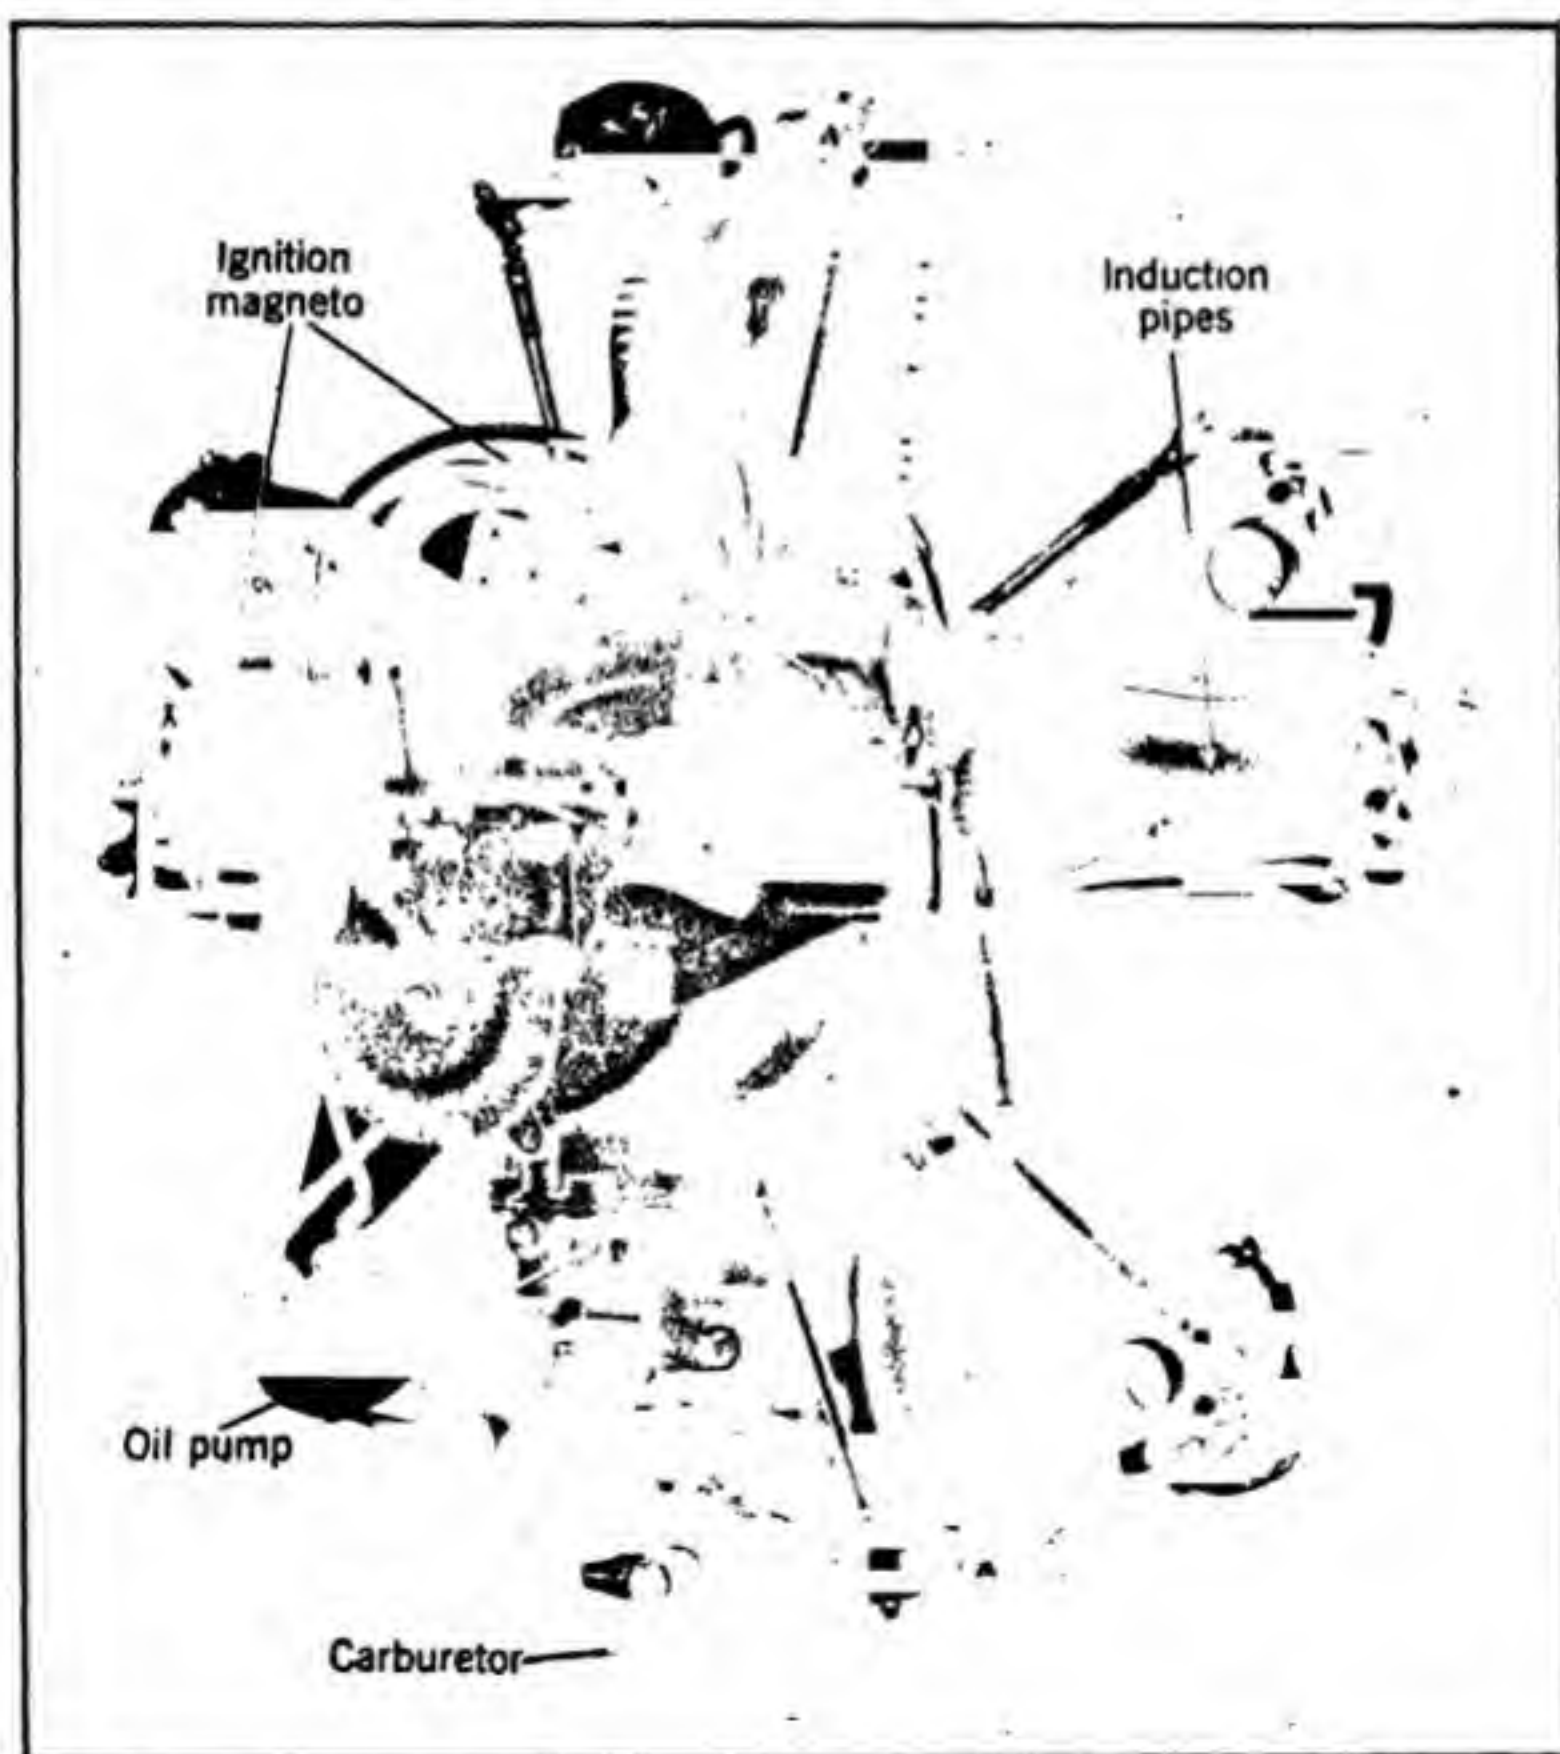 Ignition
magneto
Induction
pipes
Oil pump
Carburetor